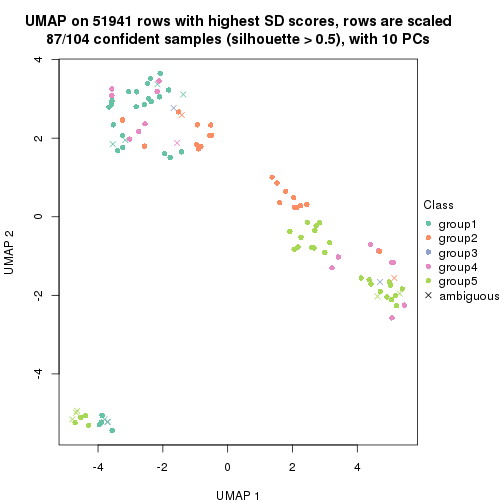 UMAP on 51941 rows with highest SD scores, rows are scaled
87/104 confident samples (silhouette > 0.5), with 10 PCs
4
2
0
-2
-4
UMAP 2
-4
-2
0
2
4
UMAP 1
Class
group1
group2
group3
group4
group5
ambiguous